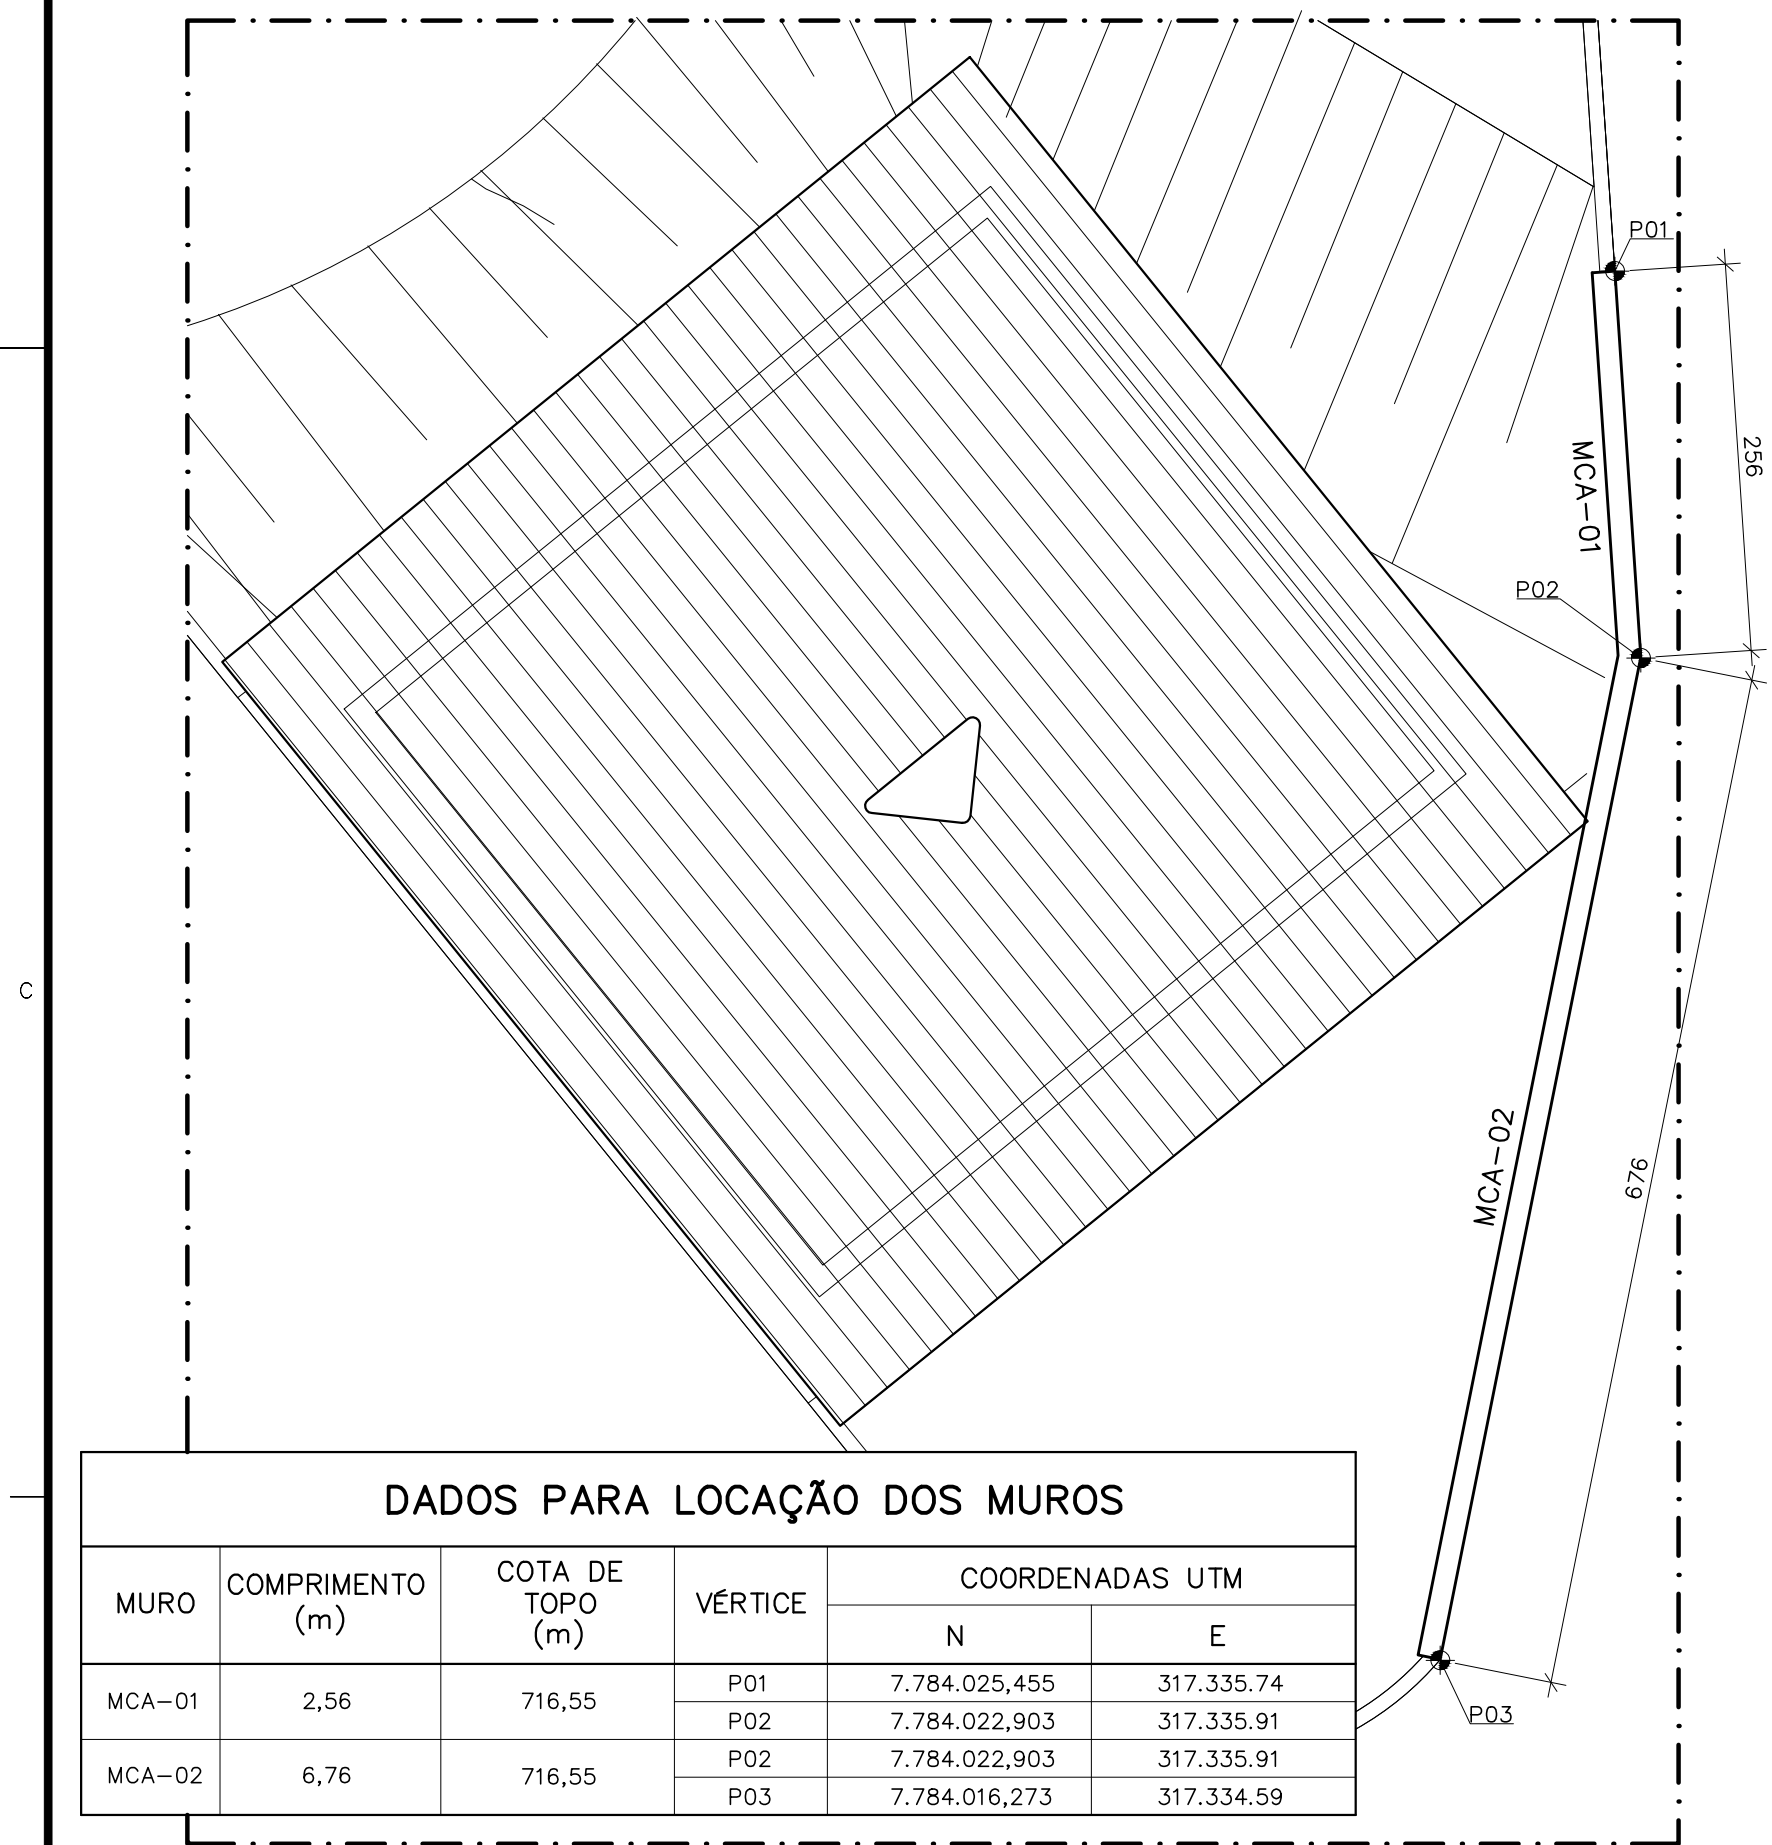 P01
256
MCA-01
P02
C
MCA-02
676
P03
DADOS PARA LOCAÇÃO DOS MUROS
MURO
COMPRIMENTO
(m)
COTA DE
TOPO
(m)
VÉRTICE
COORDENADAS UTM
N
E
MCA-01
2,56
716,55
P01
7.784.025,455
317.335.74
P02
7.784.022,903
317.335.91
MCA-02
6,76
716,55
P02
7.784.022,903
317.335.91
P03
7.784.016,273
317.334.59